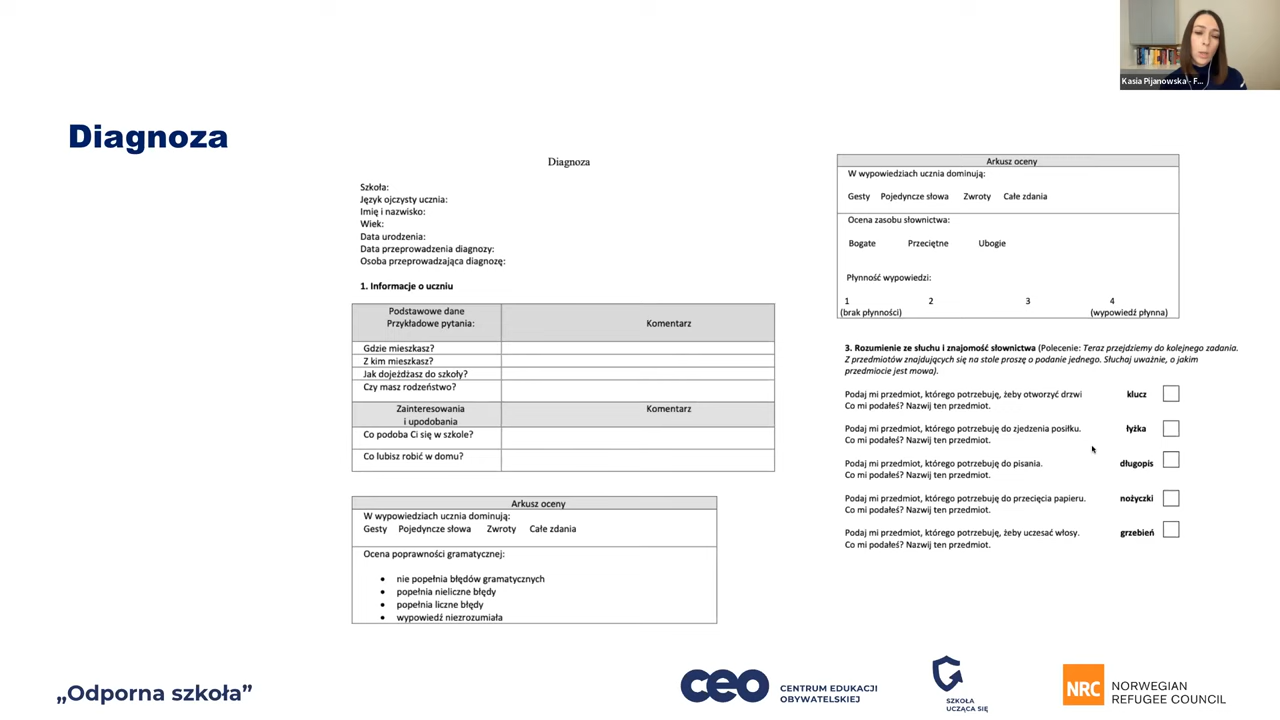 Kasia Pijanowska - F...
Diagnoza
Diagnoza
Szkoła:
Język ojczysty ucznia:
Imię i nazwisko:
Wiek:
Data urodzenia:
Data przeprowadzenia diagnozy:
Osoba przeprowadzająca diagnozę:
1. Informacje o uczniu
Podstawowe dane
Przykładowe pytania:
Komentarz
Gdzie mieszkasz?
Z kim mieszkasz?
Jak dojeżdżasz do szkoły?
Czy masz rodzeństwo?
Zainteresowania
i upodobania
Komentarz
Co podoba Ci się w szkole?
Co lubisz robić w domu?
Arkusz oceny
W wypowiedziach ucznia dominują:
Gesty Pojedyncze słowa Zwroty Całe zdania
Ocena poprawności gramatycznej:
• nie popełnia błędów gramatycznych
• popełnia nieliczne błędy
• popełnia liczne błędy
• wypowiedź niezrozumiała
Arkusz oceny
W wypowiedziach ucznia dominują:
Gesty Pojedyncze słowa Zwroty Całe zdania
Ocena zasobu słownictwa:
Bogate Przeciętne Ubogie
Płynność wypowiedzi:
1 2 3 4
(brak płynności) (wypowiedź płynna)
3. Rozumienie ze słuchu i znajomość słownictwa (Polecenie: Teraz przejdziemy do kolejnego zadania.
Z przedmiotów znajdujących się na stole proszę o podanie jednego. Słuchaj uważnie, o jakim
przedmiocie jest mowa).
Podaj mi przedmiot, którego potrzebuję, żeby otworzyć drzwi klucz
Co mi podałeś? Nazwij ten przedmiot.
Podaj mi przedmiot, którego potrzebuję do zjedzenia posiłku. łyżka
Co mi podałeś? Nazwij ten przedmiot.
Podaj mi przedmiot, którego potrzebuję do pisania. długopis
Co mi podałeś? Nazwij ten przedmiot.
Podaj mi przedmiot, którego potrzebuję do przecięcia papieru. nożyczki
Co mi podałeś? Nazwij ten przedmiot.
Podaj mi przedmiot, którego potrzebuję, żeby uczesać włosy. grzebień
Co mi podałeś? Nazwij ten przedmiot.
„Odporna szkoła”
ceo CENTRUM EDUKACJI
OBYWATELSKIEJ
SZKOŁA
UCZĄCA SIĘ
NRC NORWEGIAN
REFUGEE COUNCIL